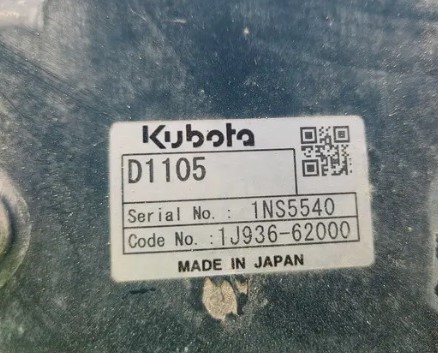 Kubota
D1105
Serial No. : 1NS5540
Code No. :1J936-62000
MADE IN JAPAN